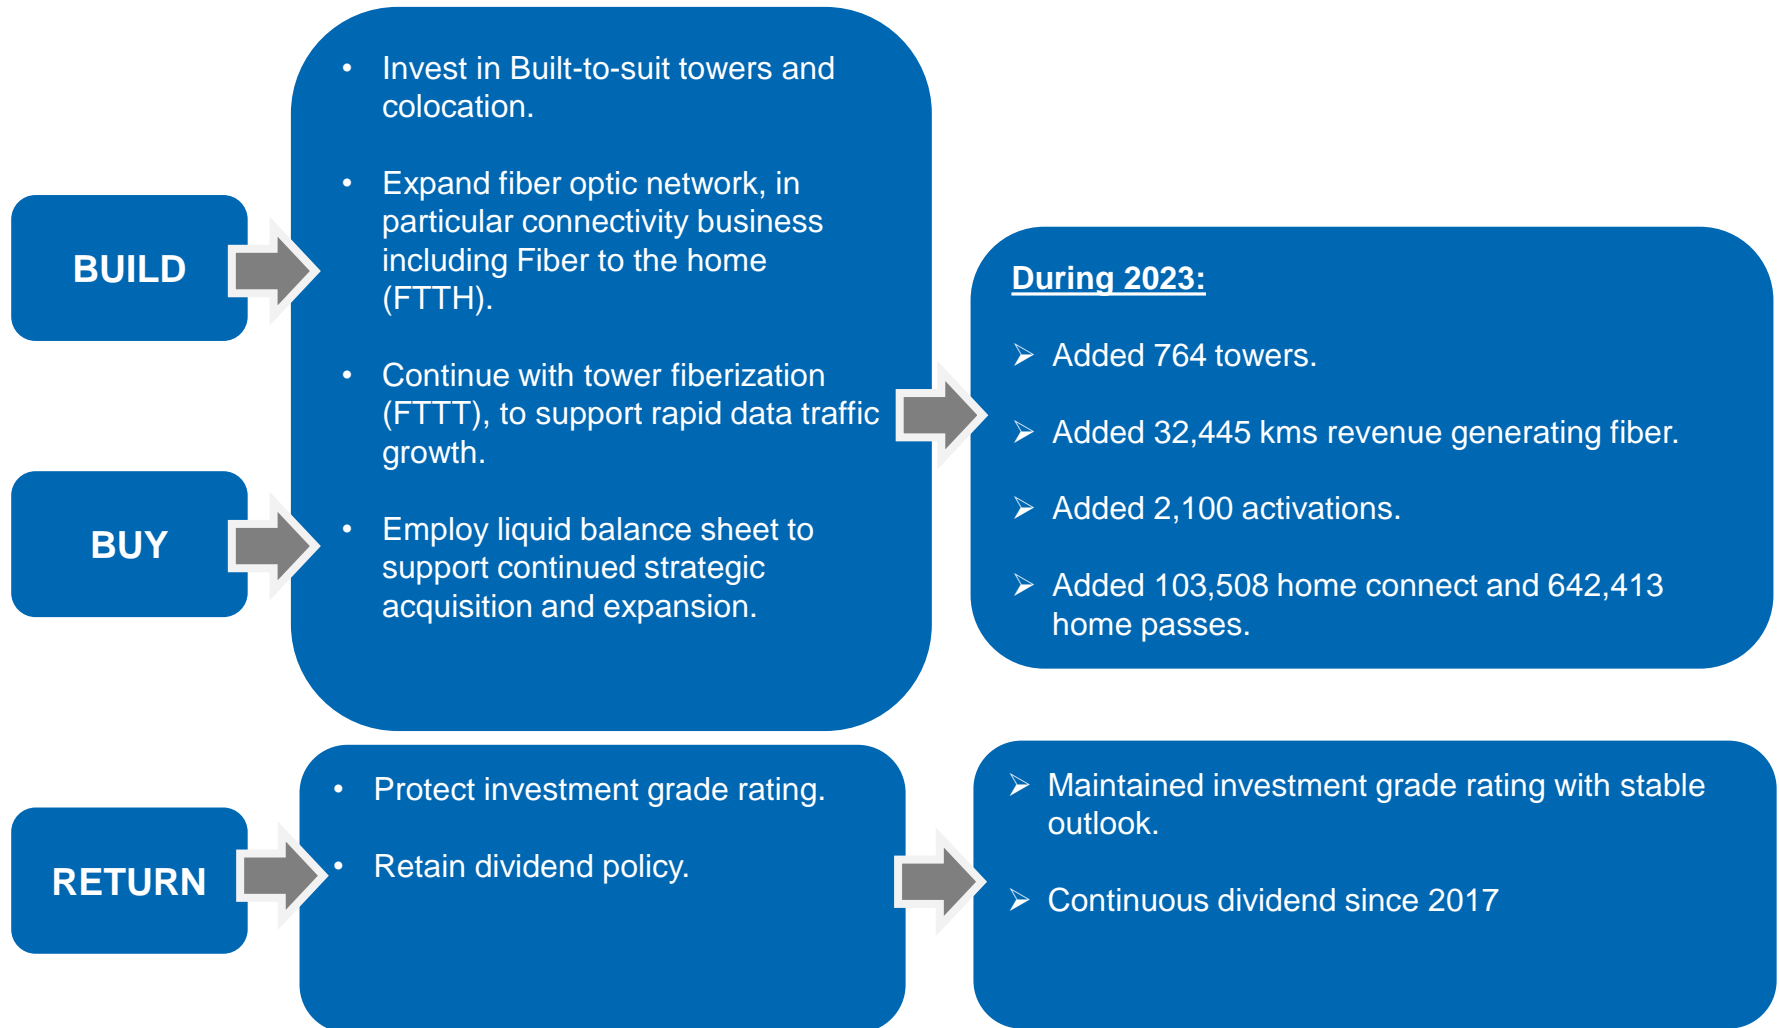 BUILD
• Invest in Built-to-suit towers and
colocation.
• Expand fiber optic network, in
particular connectivity business
including Fiber to the home
(FTTH).
• Continue with tower fiberization
(FTTT), to support rapid data traffic
growth.
BUY
• Employ liquid balance sheet to
support continued strategic
acquisition and expansion.
During 2023:
➢ Added 764 towers.
➢ Added 32,445 kms revenue generating fiber.
➢ Added 2,100 activations.
➢ Added 103,508 home connect and 642,413
home passes.
RETURN
• Protect investment grade rating.
• Retain dividend policy.
➢ Maintained investment grade rating with stable
outlook.
➢ Continuous dividend since 2017